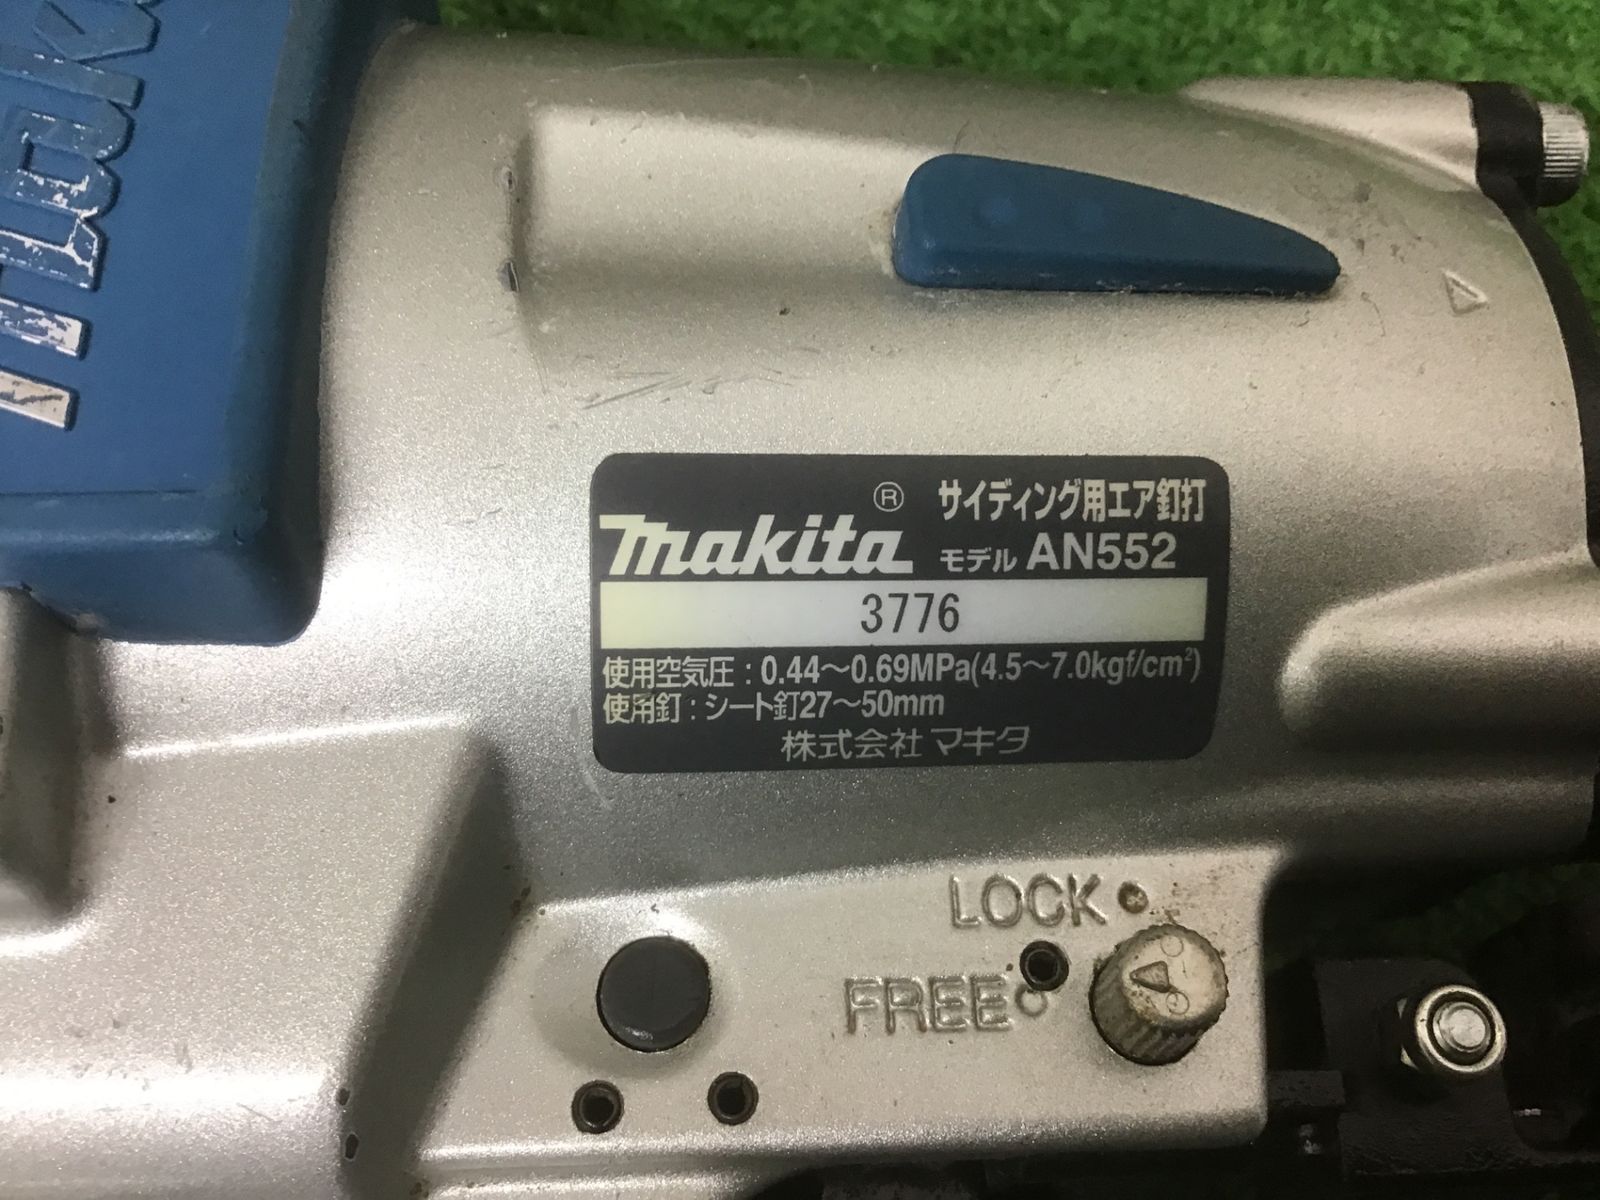 makita
® サイディング用エア釘打
makita モデル AN552
3776
使用空気圧：0.44～0.69MPa(4.5～7.0kgf/cm²)
使用釘：シート釘27～50mm
株式会社マキタ
LOCK
FREE